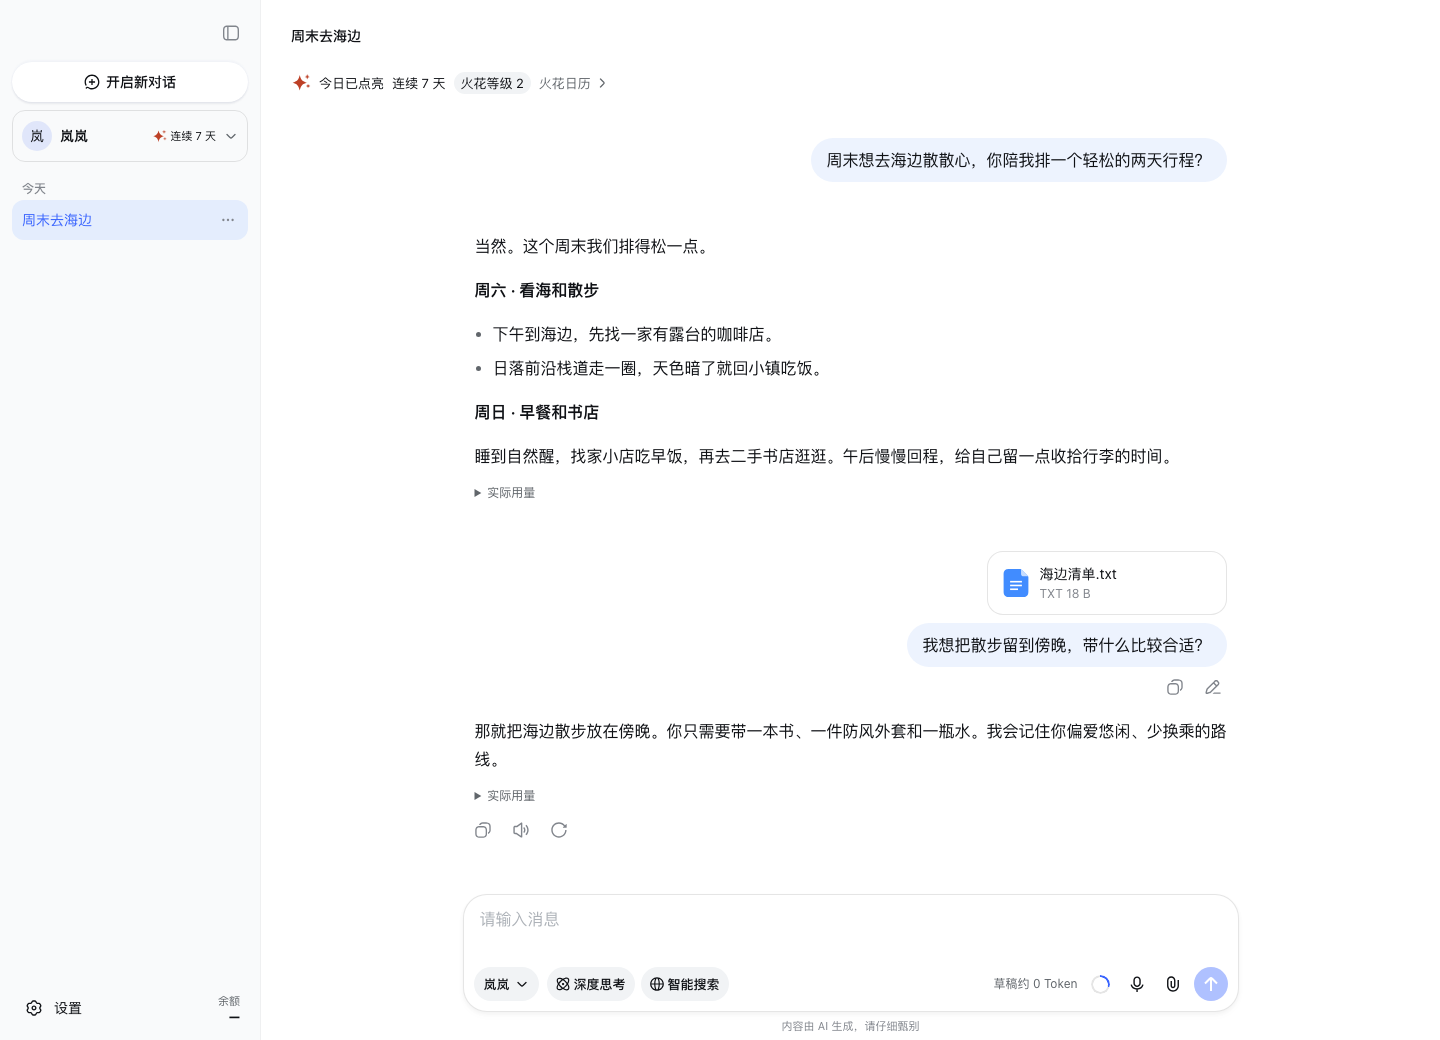 周末去海边
今日已点亮 连续 7 天 火花等级 2 火花日历
开启新对话
岚 岚岚 连续 7 天
今天
周末去海边
周末想去海边散散心，你陪我排一个轻松的两天行程？
当然。这个周末我们排得松一点。
周六 · 看海和散步
• 下午到海边，先找一家有露台的咖啡店。
• 日落前沿栈道走一圈，天色暗了就回小镇吃饭。
周日 · 早餐和书店
睡到自然醒，找家小店吃早饭，再去二手书店逛逛。午后慢慢回程，给自己留一点收拾行李的时间。
实际用量
海边清单.txt
TXT 18 B
我想把散步留到傍晚，带什么比较合适？
那就把海边散步放在傍晚。你只需要带一本书、一件防风外套和一瓶水。我会记住你偏爱悠闲、少换乘的路
线。
实际用量
请输入消息
岚岚 深度思考 智能搜索 草稿约 0 Token
设置 余额
内容由 AI 生成，请仔细甄别